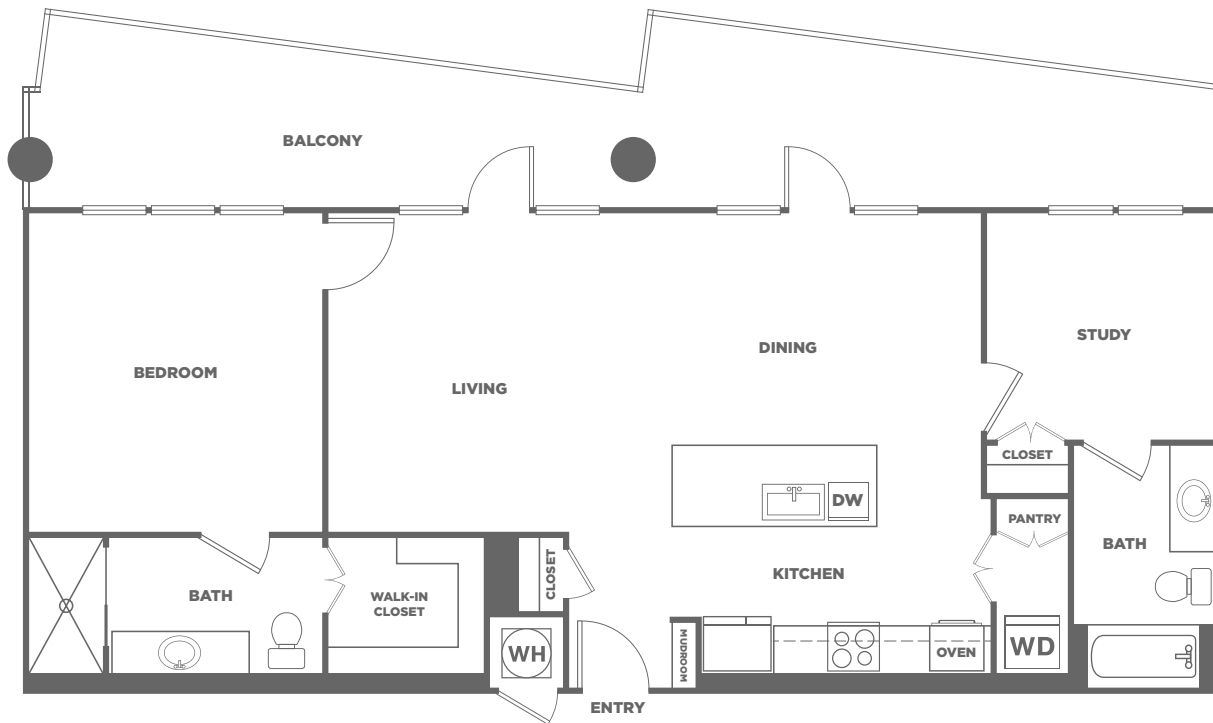 BALCONY
BEDROOM
LIVING
DINING
STUDY
CLOSET
DW
PANTRY
BATH
KITCHEN
CLOSET
BATH
WALK-IN
CLOSET
WH
MUDROOM
OVEN
WD
ENTRY